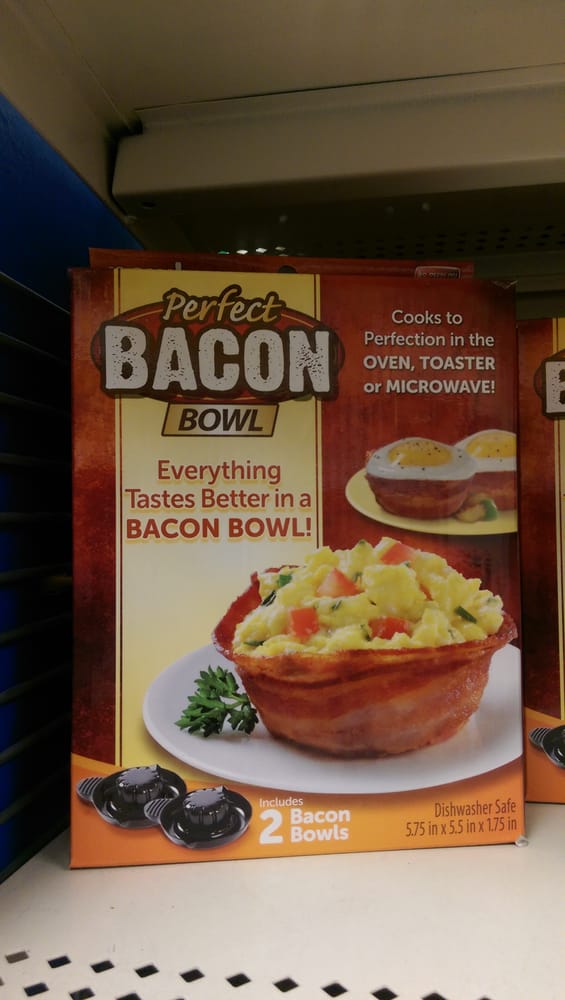 Perfect
BACON
BOWL
Cooks to
Perfection in the
OVEN, TOASTER
or MICROWAVE!
Everything
Tastes Better in a
BACON BOWL!
Includes
2 Bacon
Bowls
Dishwasher Safe
5.75 in x 5.5 in x 1.75 in